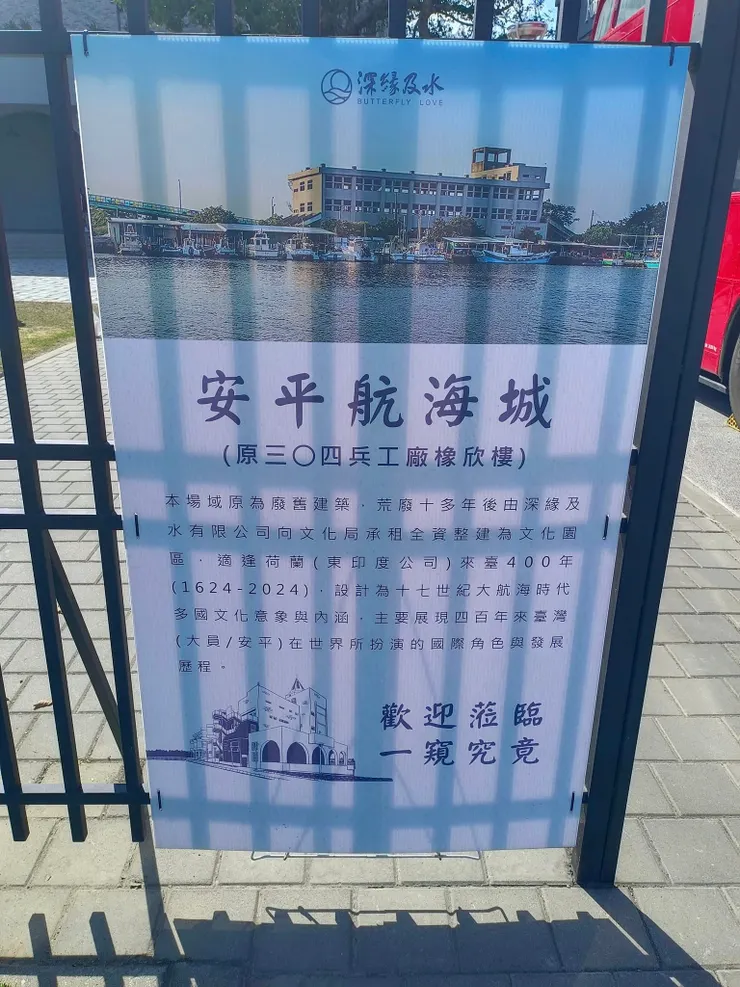 深緣及水
BUTTERFLY LOVE
安平航海城
(原三〇四兵工廠橡欣樓)
本場域原為廢舊建築，荒廢十多年後由深緣及
水有限公司向文化局承租全資整建為文化園
區，適逢荷蘭(東印度公司)來臺400年
(1624-2024)，設計為十七世紀大航海時代
多國文化意象與內涵，主要展現四百年來臺灣
(大員/安平)在世界所扮演的國際角色與發展
歷程。
歡迎蒞臨
一窺究竟